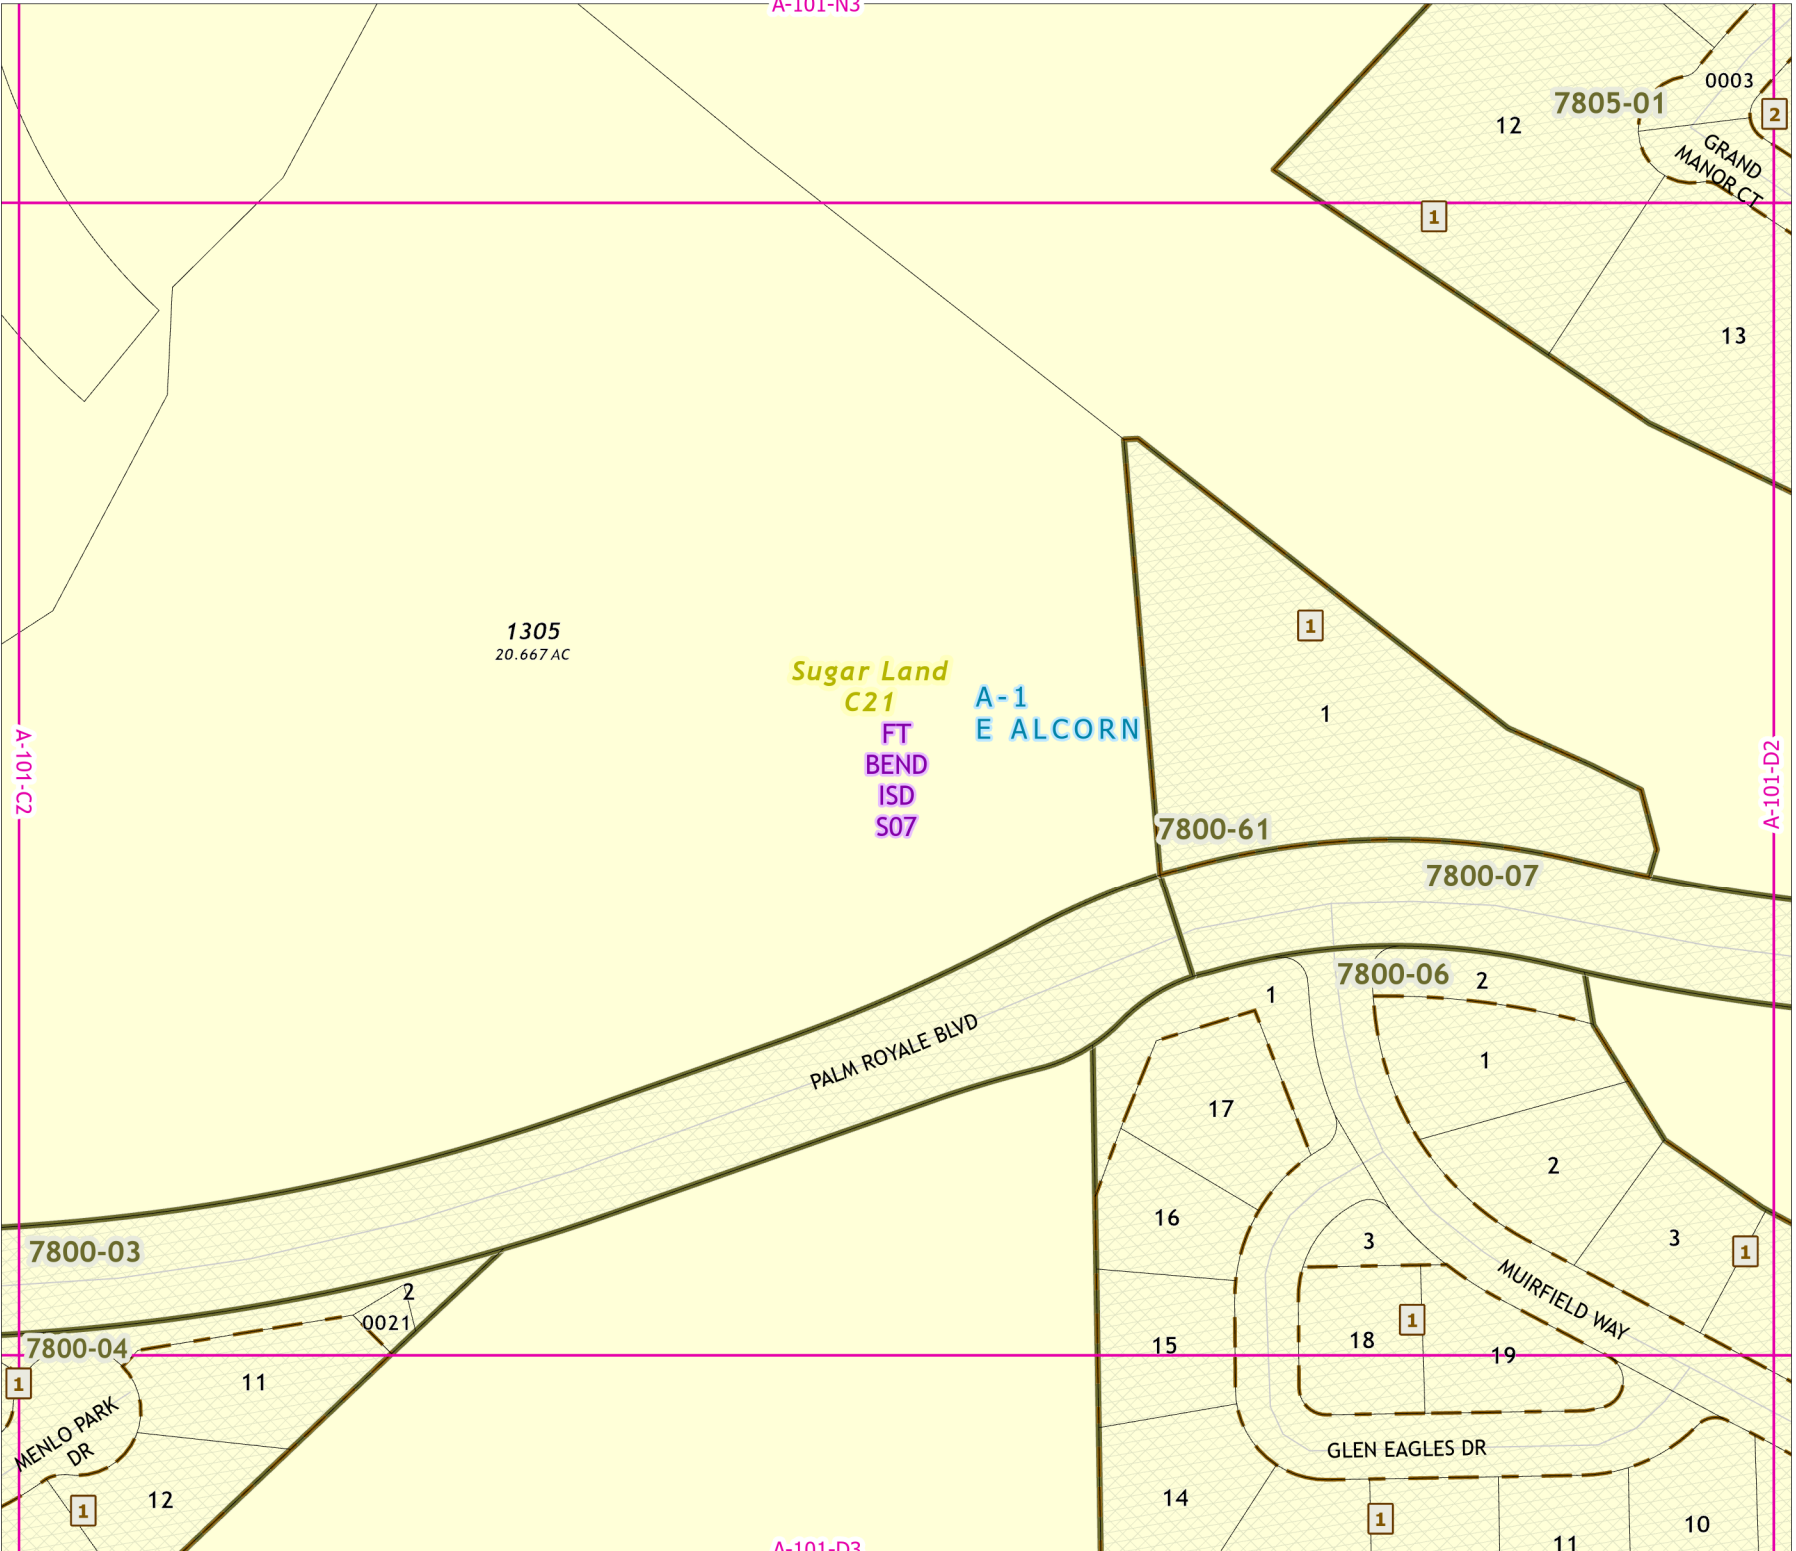 A-101-N3
0003
7805-01
2
12
GRAND
MANOR CT
1
13
1
1305
20.667 AC
Sugar Land
C21
A-1
E ALCORN
FT
BEND
ISD
S07
1
A-101-C2
A-101-D2
7800-61
7800-07
7800-06
2
1
PALM ROYALE BLVD
1
17
2
16
3
3
1
7800-03
2
0021
MUIRFIELD WAY
1
18
19
15
7800-04
1
11
MENLO PARK
DR
GLEN EAGLES DR
12
1
14
1
10
11
A-101-D3